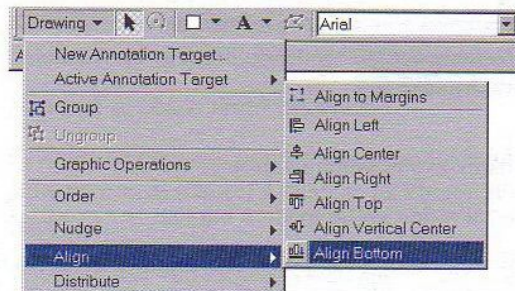 Drawing A Arial
New Annotation Target...
Active Annotation Target
Group
Ungroup
Graphic Operations
Order
Nudge
Align
Distribute
Align to Margins
Align Left
Align Center
Align Right
Align Top
Align Vertical Center
Align Bottom